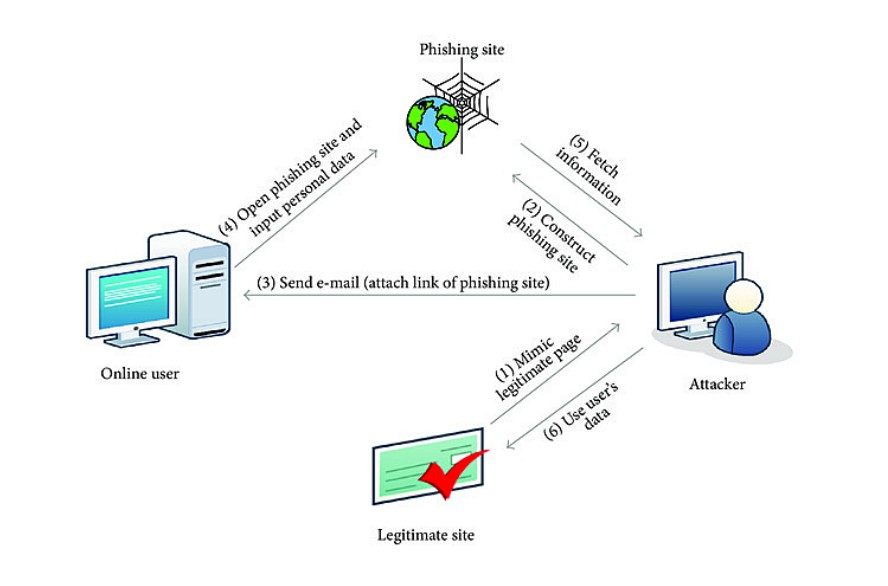 Phishing site
(4) Open phishing site and
input personal data
(5) Fetch
information
(2) Construct
phishing site
(3) Send e-mail (attach link of phishing site)
Online user
(1) Mimic
legitimate page
(6) Use user's
data
Attacker
Legitimate site